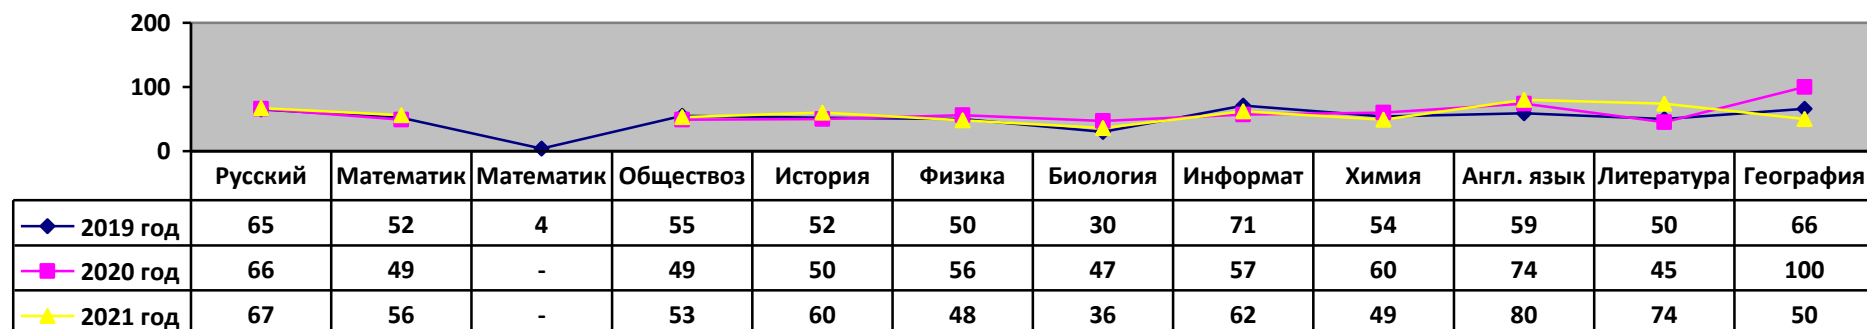 200
100
0
Русский Математик Математик Обществоз История Физика Биология Информат Химия Англ. язык Литература География
2019 год 65 52 4 55 52 50 30 71 54 59 50 66
2020 год 66 49 - 49 50 56 47 57 60 74 45 100
2021 год 67 56 - 53 60 48 36 62 49 80 74 50